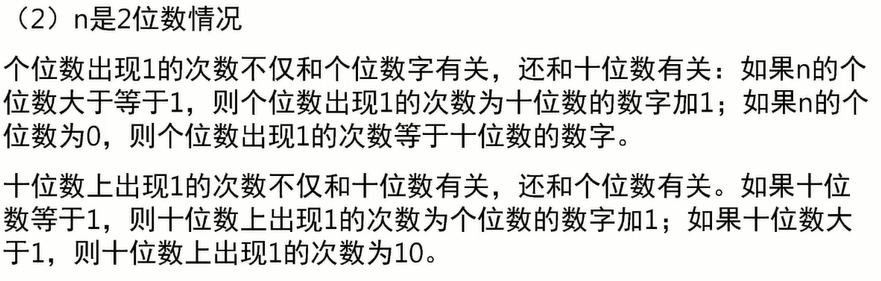 （2）n是2位数情况
个位数出现1的次数不仅和个位数字有关，还和十位数有关：如果n的个
位数大于等于1，则个位数出现1的次数为十位数的数字加1；如果n的个
位数为0，则个位数出现1的次数等于十位数的数字。
十位数上出现1的次数不仅和十位数有关，还和个位数有关。如果十位
数等于1，则十位数上出现1的次数为个位数的数字加1；如果十位数大
于1，则十位数上出现1的次数为10。